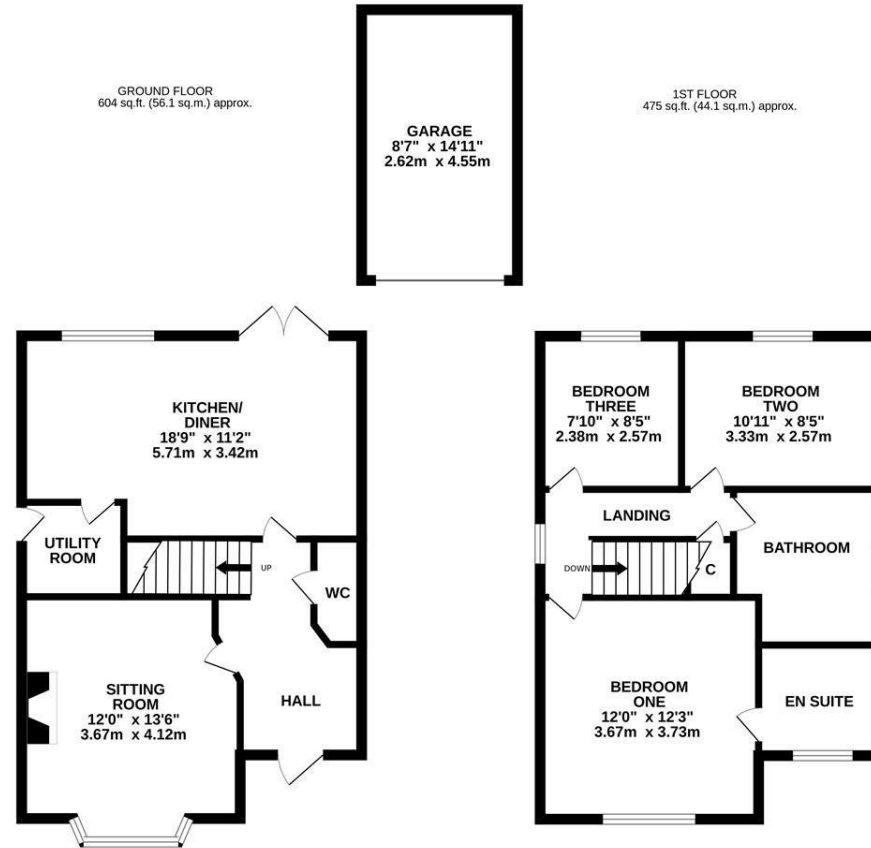 GROUND FLOOR
604 sq.ft. (56.1 sq.m.) approx.
1ST FLOOR
475 sq.ft. (44.1 sq.m.) approx.
GARAGE
8'7" x 14'11"
2.62m x 4.55m
KITCHEN/
DINER
18'9" x 11'2"
5.71m x 3.42m
UTILITY
ROOM
UP
WC
SITTING
ROOM
12'0" x 13'6"
3.67m x 4.12m
HALL
BEDROOM
THREE
7'10" x 8'5"
2.38m x 2.57m
BEDROOM
TWO
10'11" x 8'5"
3.33m x 2.57m
LANDING
BATHROOM
DOWN
C
BEDROOM
ONE
12'0" x 12'3"
3.67m x 3.73m
EN SUITE